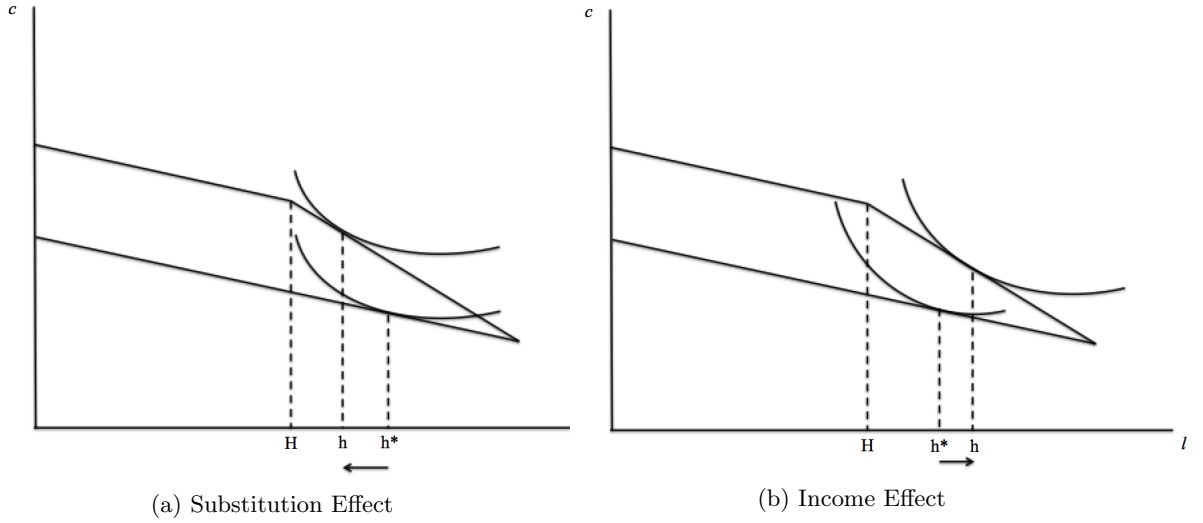 c
H h h*
(a) Substitution Effect
c
H h* h
l
(b) Income Effect